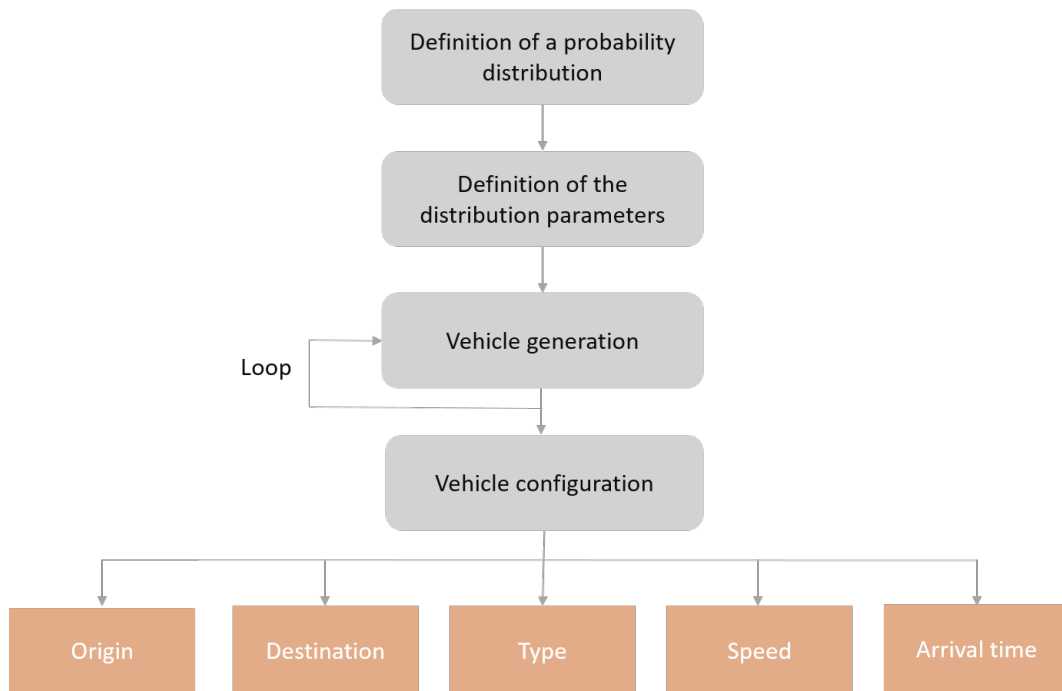 Definition of a probability
distribution
Definition of the
distribution parameters
Vehicle generation
Loop
Vehicle configuration
Origin
Destination
Type
Speed
Arrival time